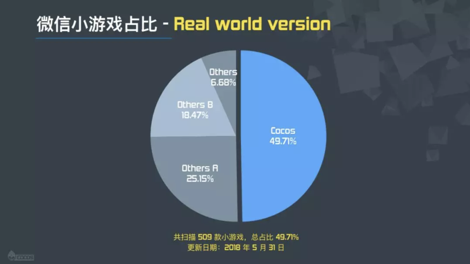 微信小游戏占比 - Real world version
Others
6.68%
Others B
18.47%
Cocos
49.71%
Others A
25.15%
共扫描 509 款小游戏，总占比 49.71%
更新日期：2018 年 5 月 31 日